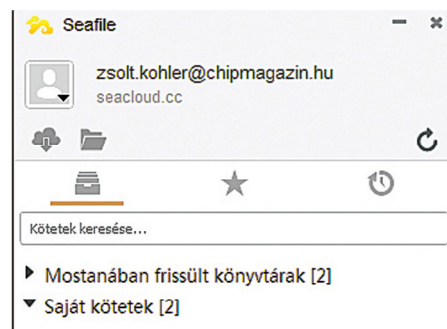 Seafile
zsolt.kohler@chipmagazin.hu
seacloud.cc
Kötetek keresése...
Mostanában frissült könyvtárak [2]
Saját kötetek [2]